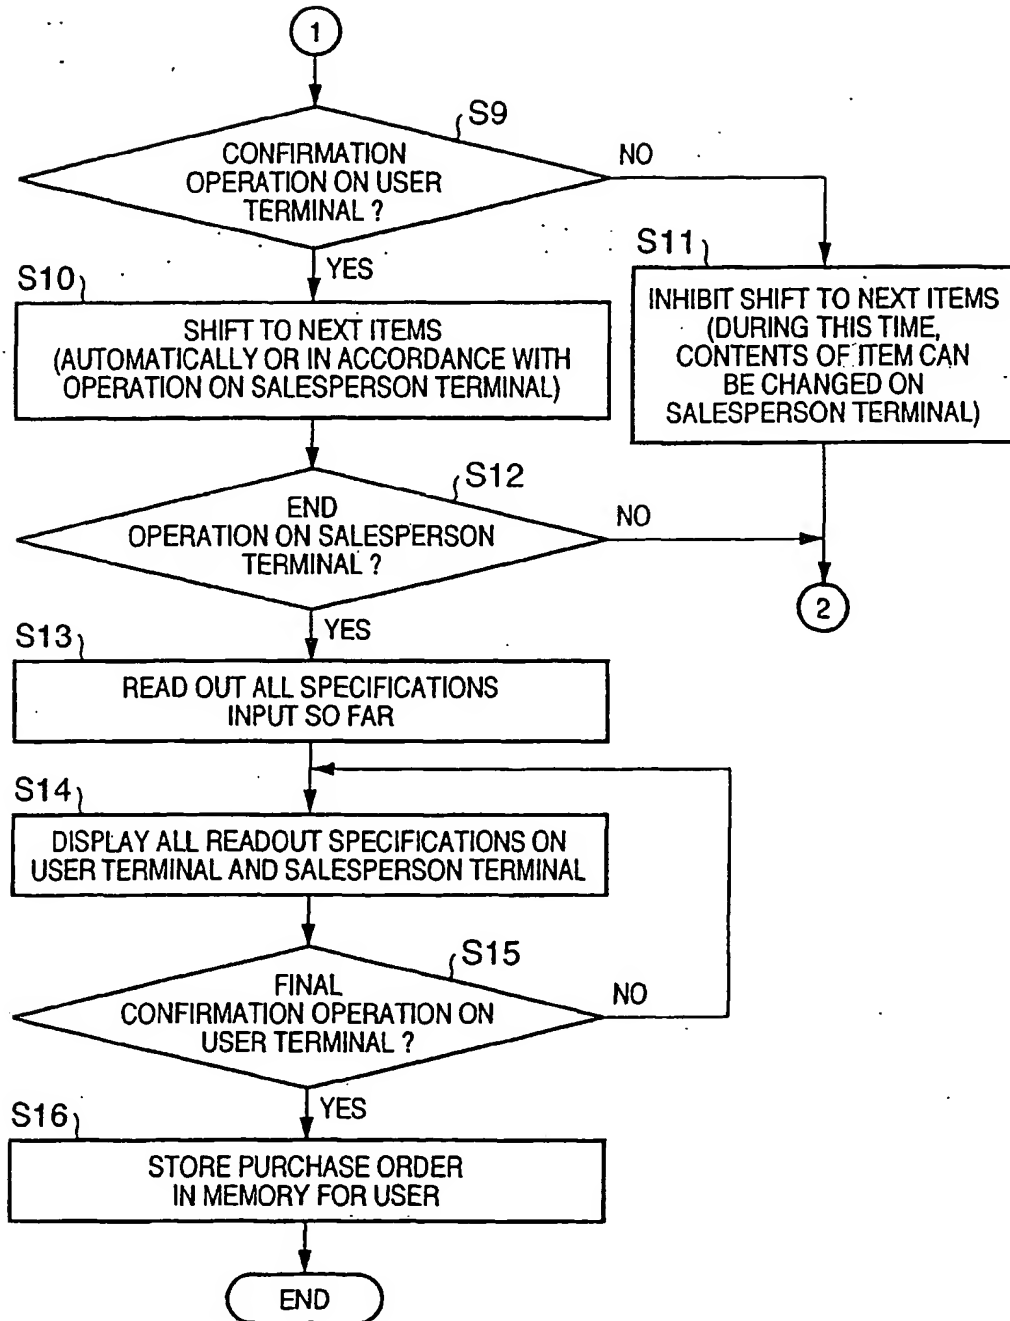 1
S9
CONFIRMATION
OPERATION ON USER
TERMINAL ?
NO
YES
S10
SHIFT TO NEXT ITEMS
(AUTOMATICALLY OR IN ACCORDANCE WITH
OPERATION ON SALESPERSON TERMINAL)
S11
INHIBIT SHIFT TO NEXT ITEMS
(DURING THIS TIME,
CONTENTS OF ITEM CAN
BE CHANGED ON
SALESPERSON TERMINAL)
S12
END
OPERATION ON SALESPERSON
TERMINAL ?
NO
2
YES
S13
READ OUT ALL SPECIFICATIONS
INPUT SO FAR
S14
DISPLAY ALL READOUT SPECIFICATIONS ON
USER TERMINAL AND SALESPERSON TERMINAL
S15
FINAL
CONFIRMATION OPERATION ON
USER TERMINAL ?
NO
YES
S16
STORE PURCHASE ORDER
IN MEMORY FOR USER
END